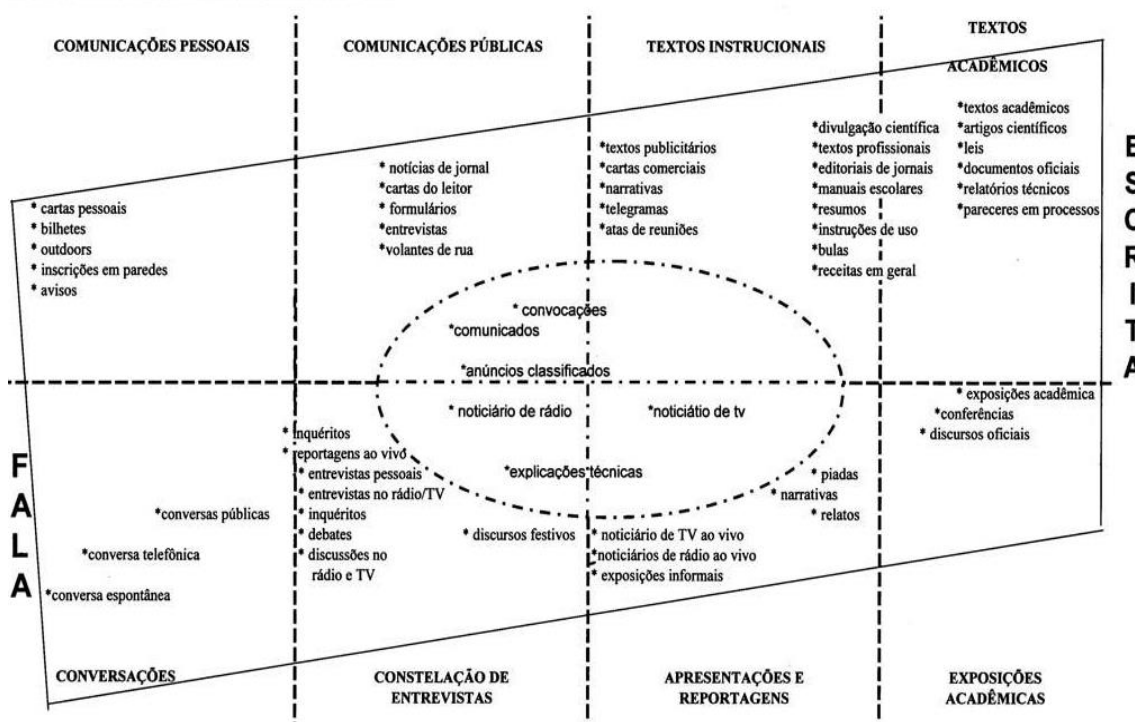 COMUNICAÇÕES PESSOAIS
COMUNICAÇÕES PÚBLICAS
TEXTOS INSTRUCIONAIS
TEXTOS
ACADÊMICOS
* cartas pessoais
* bilhetes
* outdoors
* inscrições em paredes
* avisos
* notícias de jornal
*cartas do leitor
* formulários
*entrevistas
*volantes de rua
*textos publicitários
*cartas comerciais
*narrativas
*telegramas
*atas de reuniões
*divulgação científica
*textos profissionais
*editoriais de jornais
*manuais escolares
*resumos
*instruções de uso
*bulas
*receitas em geral
*textos acadêmicos
*artigos científicos
*leis
*documentos oficiais
*relatórios técnicos
*pareceres em processos
ESCRITA
*convocações
*comunicados
*anúncios classificados
*noticiário de rádio
*noticiátio de tv
*explicações técnicas
FALA
*conversas públicas
*conversa telefônica
*conversa espontânea
* inquéritos
* reportagens ao vivo
* entrevistas pessoais
* entrevistas no rádio/TV
* inquéritos
* debates
* discussões no
rádio e TV
* discursos festivos
* noticiário de TV ao vivo
*noticiários de rádio ao vivo
* exposições informais
* piadas
* narrativas
* relatos
* exposições acadêmica
*conferências
* discursos oficiais
CONVERSAÇÕES
CONSTELAÇÃO DE
ENTREVISTAS
APRESENTAÇÕES E
REPORTAGENS
EXPOSIÇÕES
ACADÊMICAS